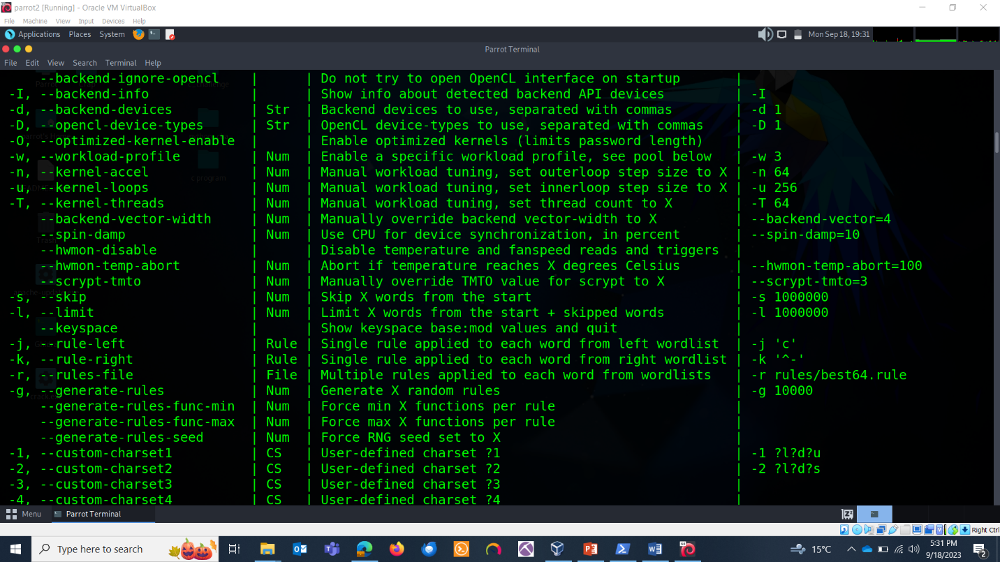 parrot2 [Running] - Oracle VM VirtualBox
File Machine View Input Devices Help
Applications Places System Mon Sep 18, 19:31
Parrot Terminal
File Edit View Search Terminal Help
--backend-ignore-opencl | | Do not try to open OpenCL interface on startup |
-I, --backend-info | | Show info about detected backend API devices | -I
-d, --backend-devices | Str | Backend devices to use, separated with commas | -d 1
-D, --opencl-device-types | Str | OpenCL device-types to use, separated with commas | -D 1
-O, --optimized-kernel-enable | | Enable optimized kernels (limits password length) |
-w, --workload-profile | Num | Enable a specific workload profile, see pool below | -w 3
-n, --kernel-accel | Num | Manual workload tuning, set outerloop step size to X | -n 64
-u, --kernel-loops | Num | Manual workload tuning, set innerloop step size to X | -u 256
-T, --kernel-threads | Num | Manual workload tuning, set thread count to X | -T 64
--backend-vector-width | Num | Manually override backend vector-width to X | --backend-vector=4
--spin-damp | Num | Use CPU for device synchronization, in percent | --spin-damp=10
--hwmon-disable | | Disable temperature and fanspeed reads and triggers |
--hwmon-temp-abort | Num | Abort if temperature reaches X degrees Celsius | --hwmon-temp-abort=100
--scrypt-tmto | Num | Manually override TMTO value for scrypt to X | --scrypt-tmto=3
-s, --skip | Num | Skip X words from the start | -s 1000000
-l, --limit | Num | Limit X words from the start + skipped words | -l 1000000
--keyspace | | Show keyspace base:mod values and quit |
-j, --rule-left | Rule | Single rule applied to each word from left wordlist | -j 'c'
-k, --rule-right | Rule | Single rule applied to each word from right wordlist | -k '^-'
-r, --rules-file | File | Multiple rules applied to each word from wordlists | -r rules/best64.rule
-g, --generate-rules | Num | Generate X random rules | -g 10000
--generate-rules-func-min | Num | Force min X functions per rule |
--generate-rules-func-max | Num | Force max X functions per rule |
--generate-rules-seed | Num | Force RNG seed set to X |
-1, --custom-charset1 | CS | User-defined charset ?1 | -1 ?l?d?u
-2, --custom-charset2 | CS | User-defined charset ?2 | -2 ?l?d?s
-3, --custom-charset3 | CS | User-defined charset ?3 |
-4, --custom-charset4 | CS | User-defined charset ?4 |
Menu Parrot Terminal
Right Ctrl
Type here to search 15°C 5:31 PM
9/18/2023
2